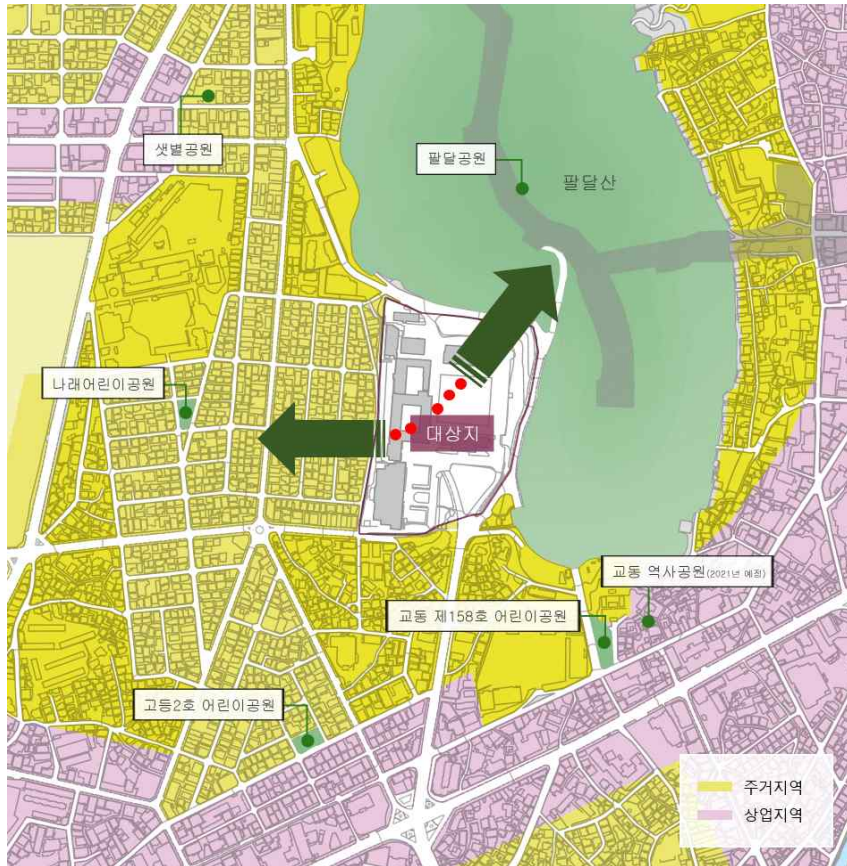 샛별공원
팔달공원
팔달산
나래어린이공원
대상지
교동 역사공원(2021년 예정)
교동 제158호 어린이공원
고등2호 어린이공원
주거지역
상업지역